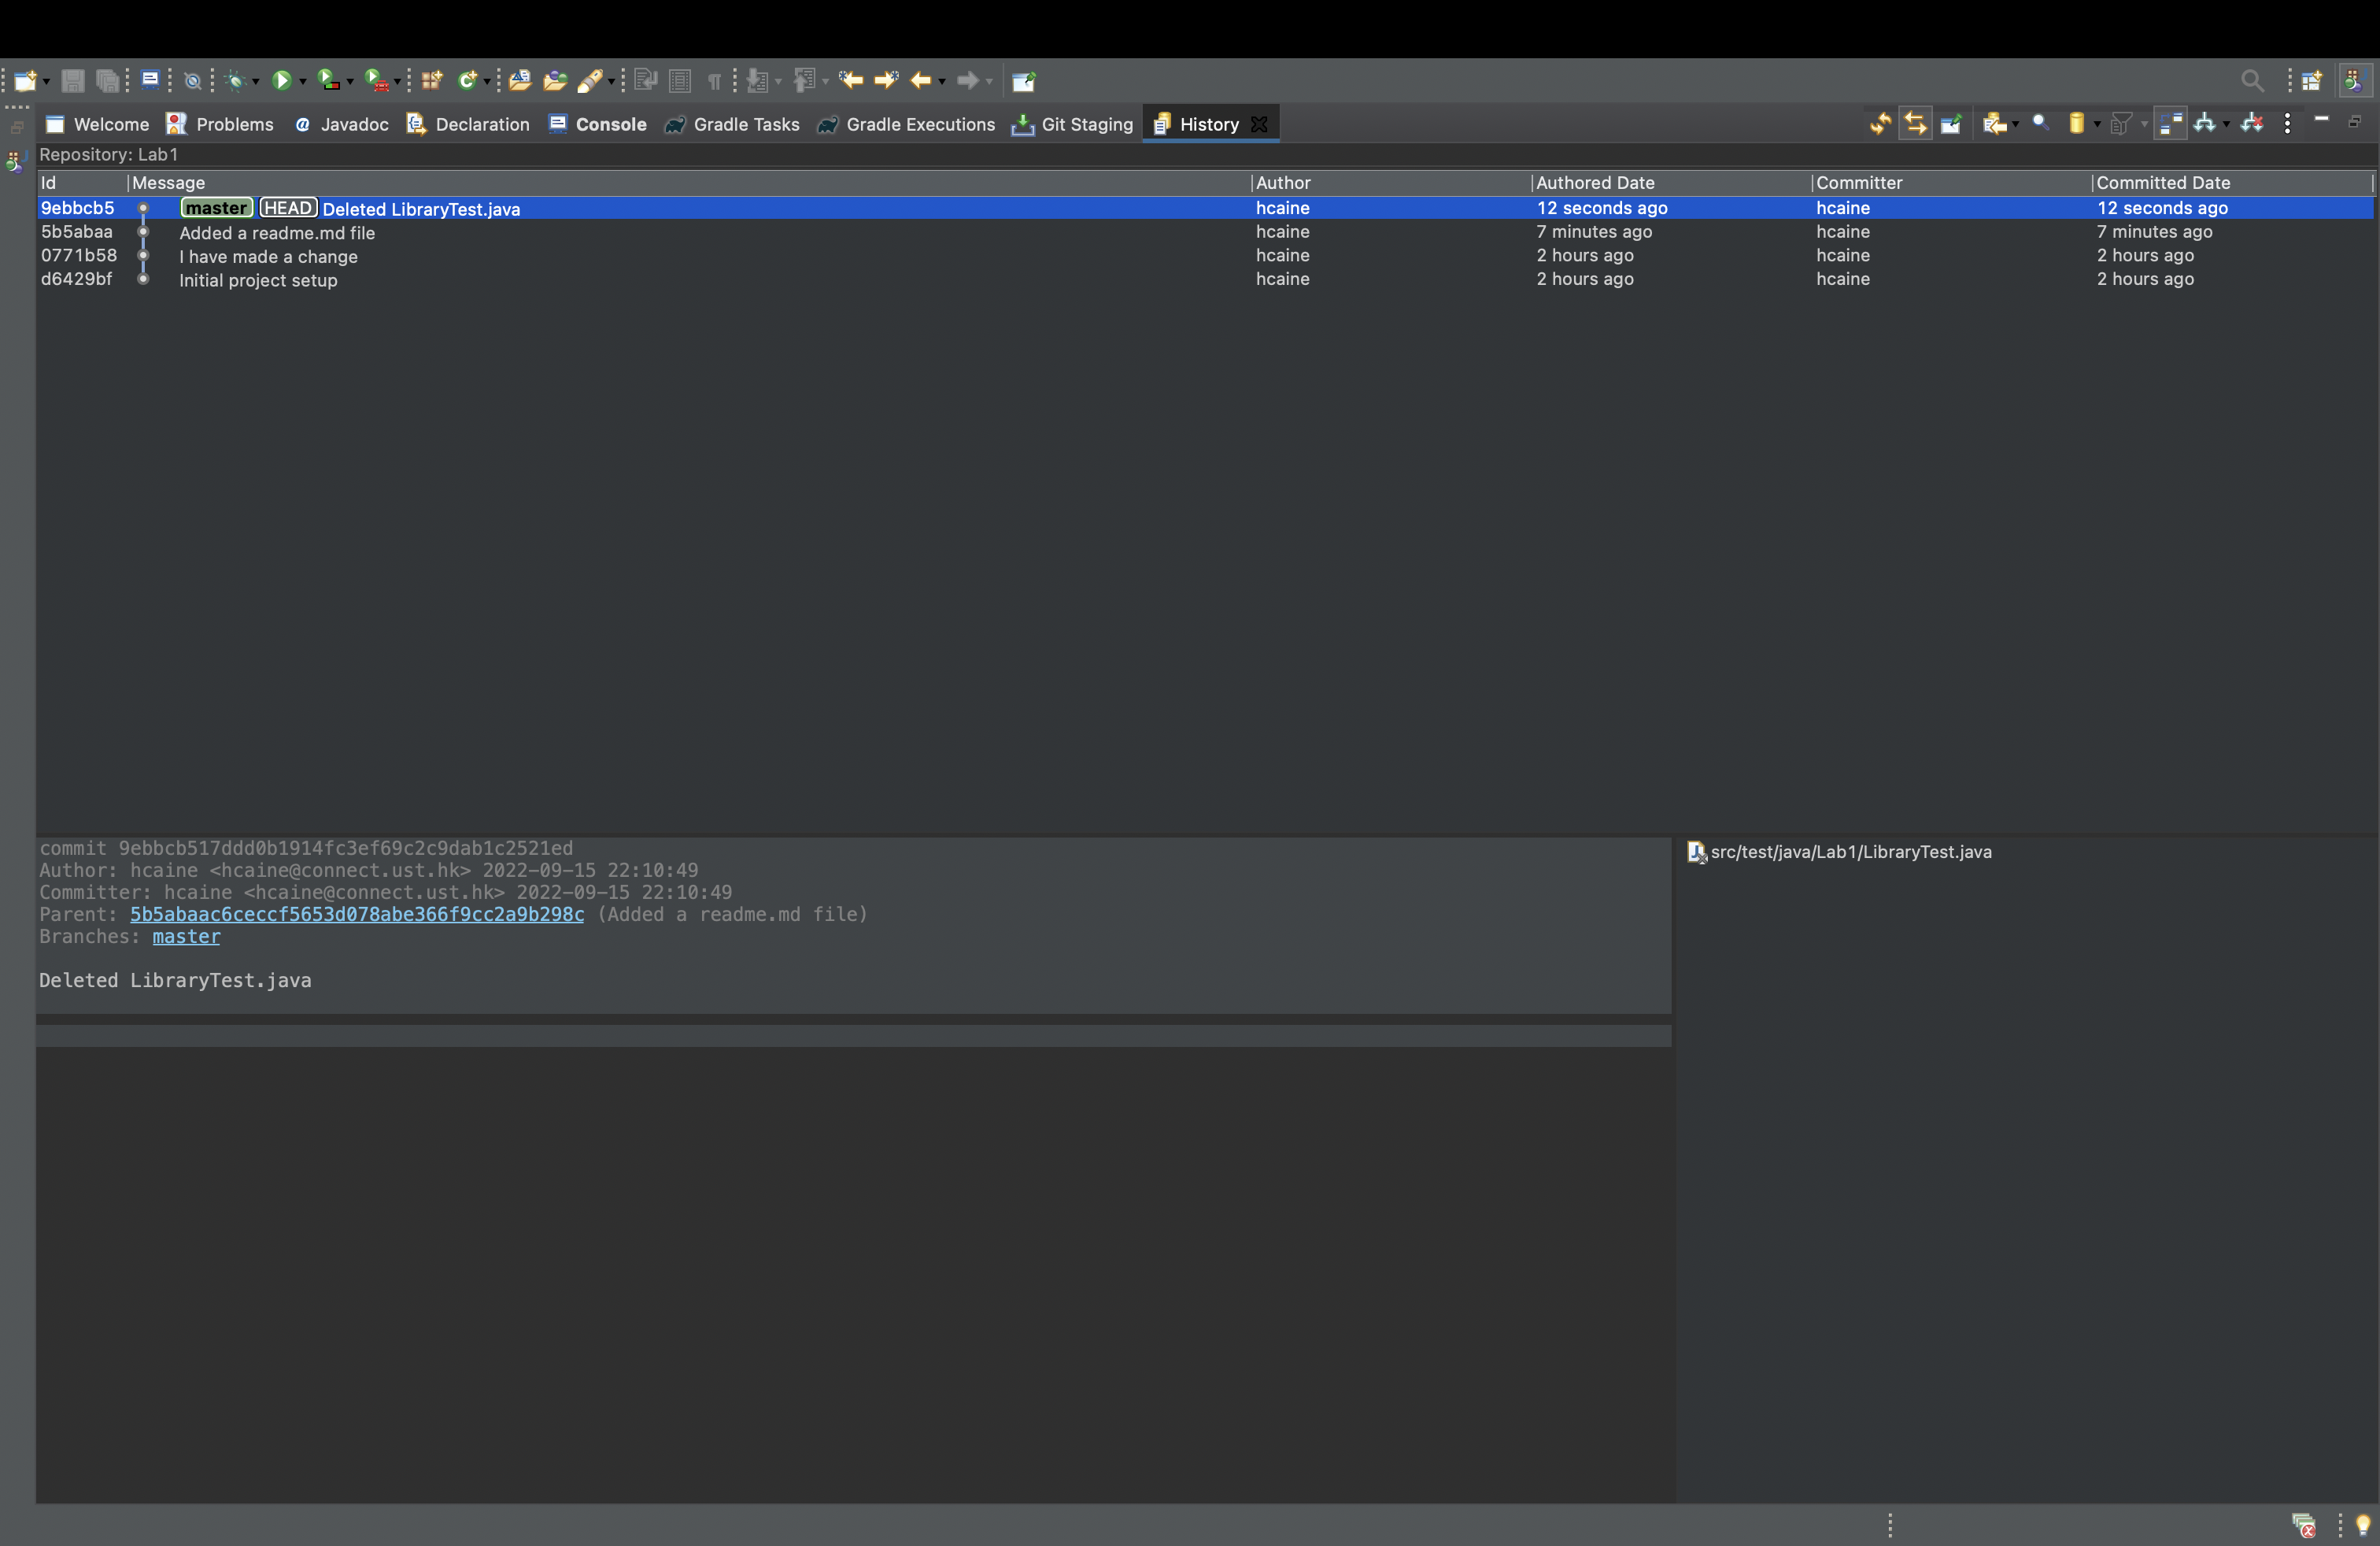 Welcome Problems @ Javadoc Declaration Console Gradle Tasks Gradle Executions Git Staging History
Repository: Lab1
Id Message Author Authored Date Committer Committed Date
9ebbcb5 master HEAD Deleted LibraryTest.java hcaine 12 seconds ago hcaine 12 seconds ago
5b5abaa Added a readme.md file hcaine 7 minutes ago hcaine 7 minutes ago
0771b58 I have made a change hcaine 2 hours ago hcaine 2 hours ago
d6429bf Initial project setup hcaine 2 hours ago hcaine 2 hours ago
commit 9ebbcb517ddd0b1914fc3ef69c2c9dab1c2521ed
Author: hcaine <hcaine@connect.ust.hk> 2022-09-15 22:10:49
Committer: hcaine <hcaine@connect.ust.hk> 2022-09-15 22:10:49
Parent: 5b5abaac6ceccf5653d078abe366f9cc2a9b298c (Added a readme.md file)
Branches: master
Deleted LibraryTest.java
src/test/java/Lab1/LibraryTest.java